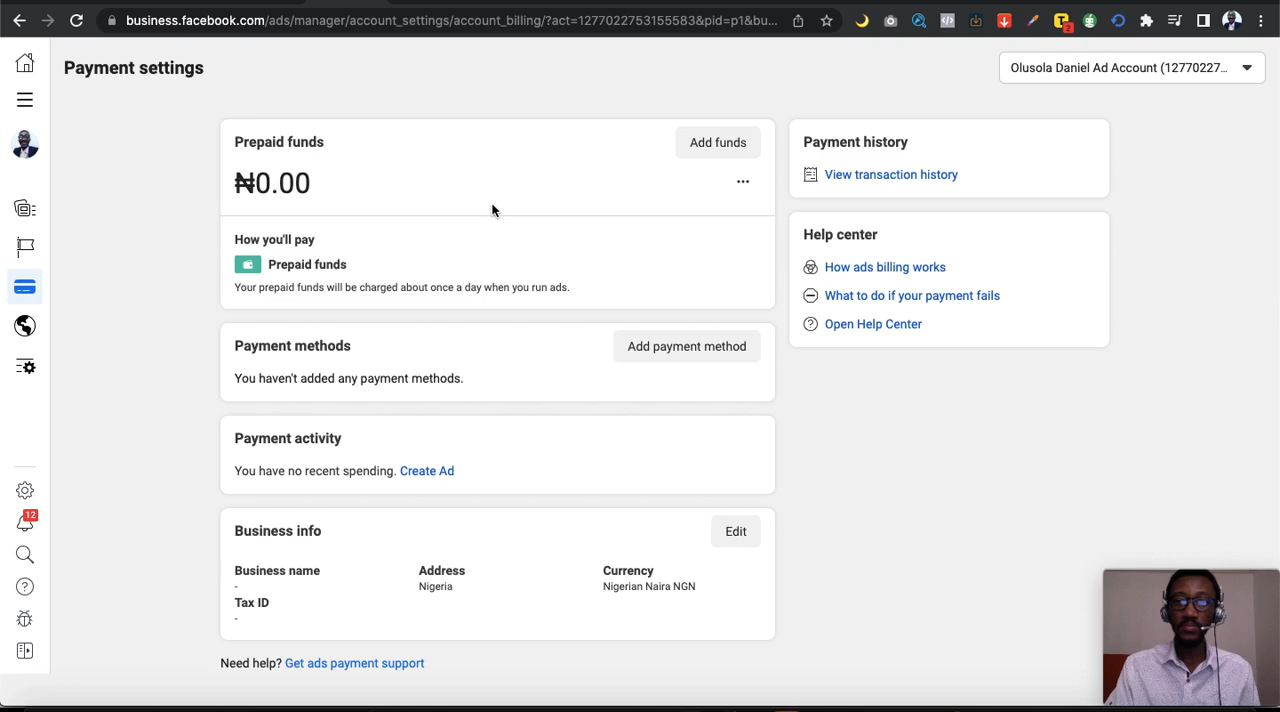 business.facebook.com/ads/manager/account_settings/account_billing/?act=1277022753155583&pid=p1&bu...
2
Payment settings
Olusola Daniel Ad Account (12770227...
Prepaid funds
Add funds
₦0.00
...
How you'll pay
Prepaid funds
Your prepaid funds will be charged about once a day when you run ads.
Payment methods
Add payment method
You haven't added any payment methods.
Payment activity
You have no recent spending. Create Ad
Business info
Edit
Business name
-
Address
Nigeria
Currency
Nigerian Naira NGN
Tax ID
-
Need help? Get ads payment support
Payment history
View transaction history
Help center
How ads billing works
What to do if your payment fails
Open Help Center
12